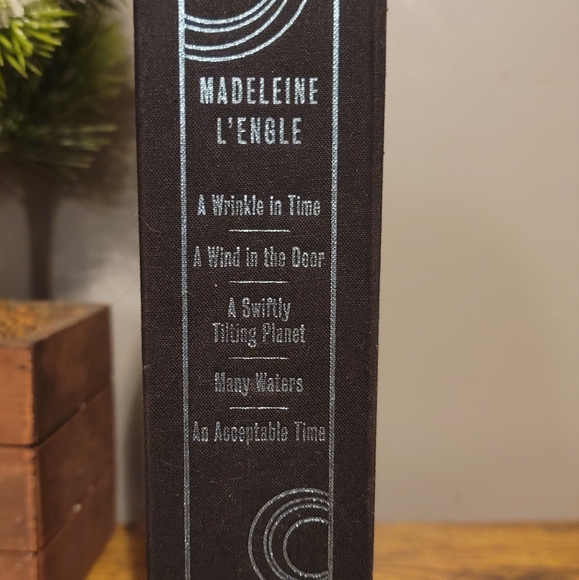 MADELEINE
L'ENGLE
A Wrinkle in Time
A Wind in the Door
A Swiftly
Tilting Planet
Many Waters
An Acceptable Time